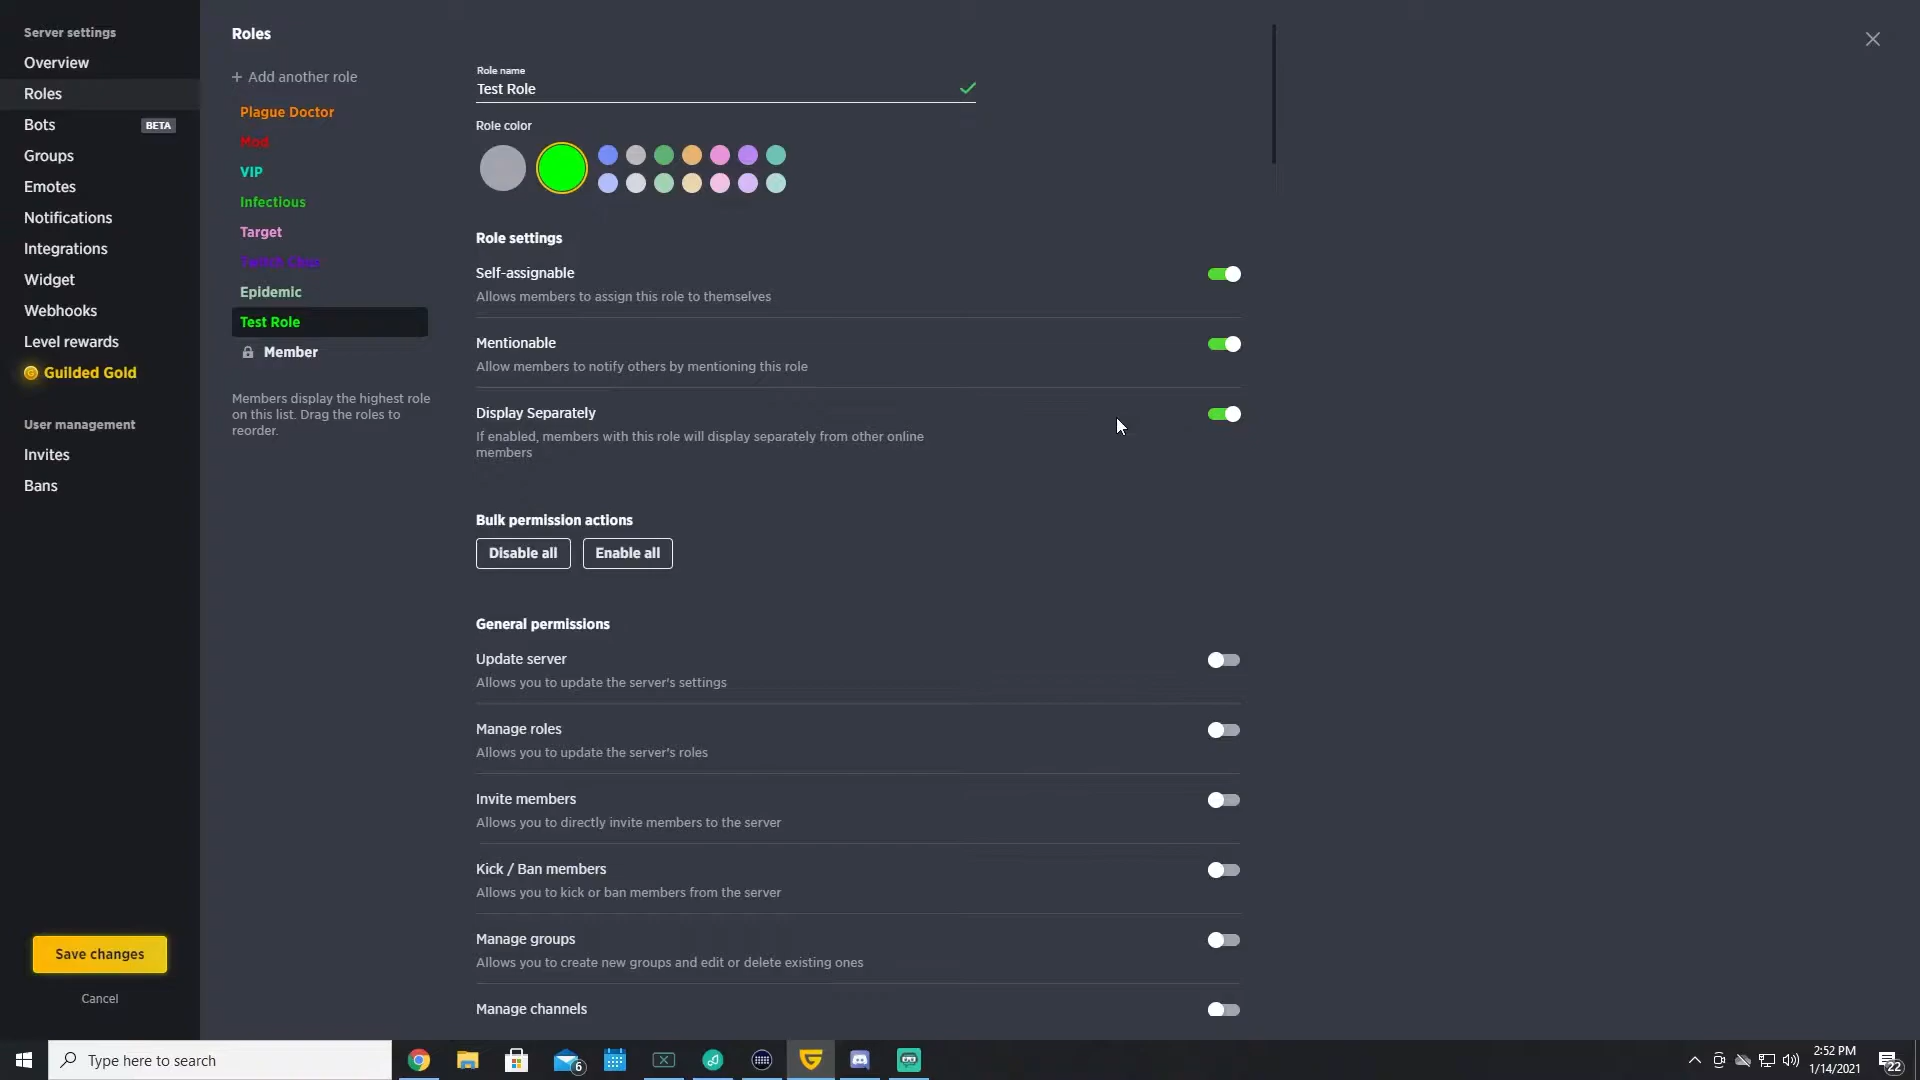 Server settings
Overview
Roles
Bots BETA
Groups
Emotes
Notifications
Integrations
Widget
Webhooks
Level rewards
Guilded Gold
User management
Invites
Bans
Save changes
Cancel
Roles
+ Add another role
Plague Doctor
Mod
VIP
Infectious
Target
Epidemic
Test Role
Member
Members display the highest role
on this list. Drag the roles to
reorder.
Role name
Test Role
Role color
Role settings
Self-assignable
Allows members to assign this role to themselves
Mentionable
Allow members to notify others by mentioning this role
Display Separately
If enabled, members with this role will display separately from other online
members
Bulk permission actions
Disable all
Enable all
General permissions
Update server
Allows you to update the server's settings
Manage roles
Allows you to update the server's roles
Invite members
Allows you to directly invite members to the server
Kick / Ban members
Allows you to kick or ban members from the server
Manage groups
Allows you to create new groups and edit or delete existing ones
Manage channels
Type here to search
6
2:52 PM
1/14/2021
22